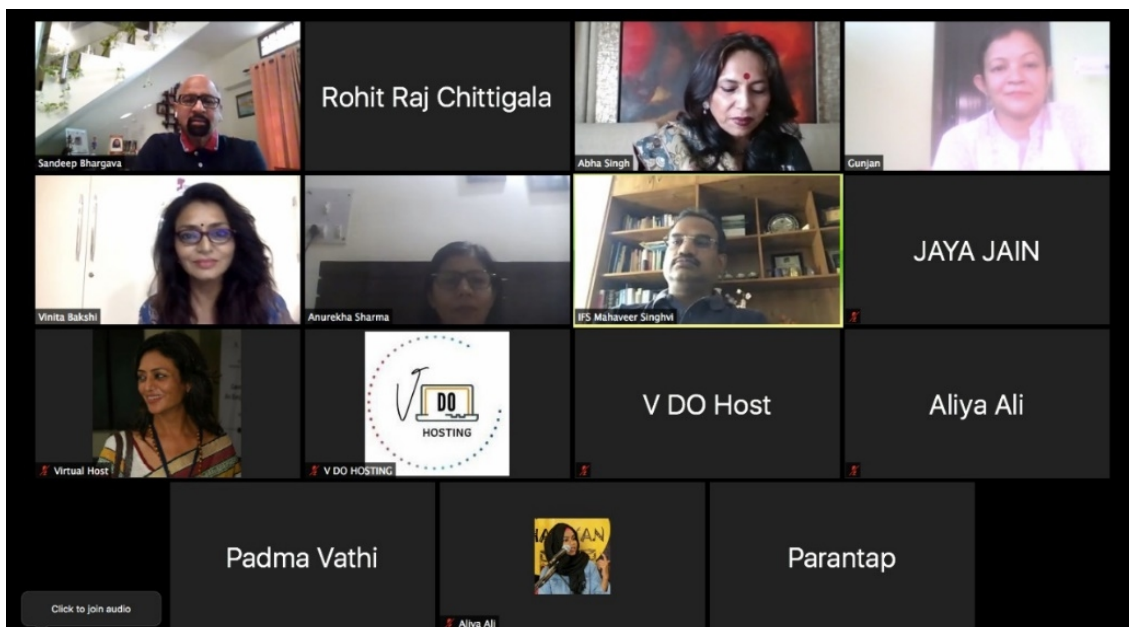 Sandeep Bhargava
Rohit Raj Chittigala
Abha Singh
Gunjan
Vinita Bakshi
Anurekha Sharma
IFS Mahaveer Singhvi
JAYA JAIN
Virtual Host
V DO
HOSTING
V DO HOSTING
V DO Host
Aliya Ali
Padma Vathi
Aliya Ali
Parantap
Click to join audio